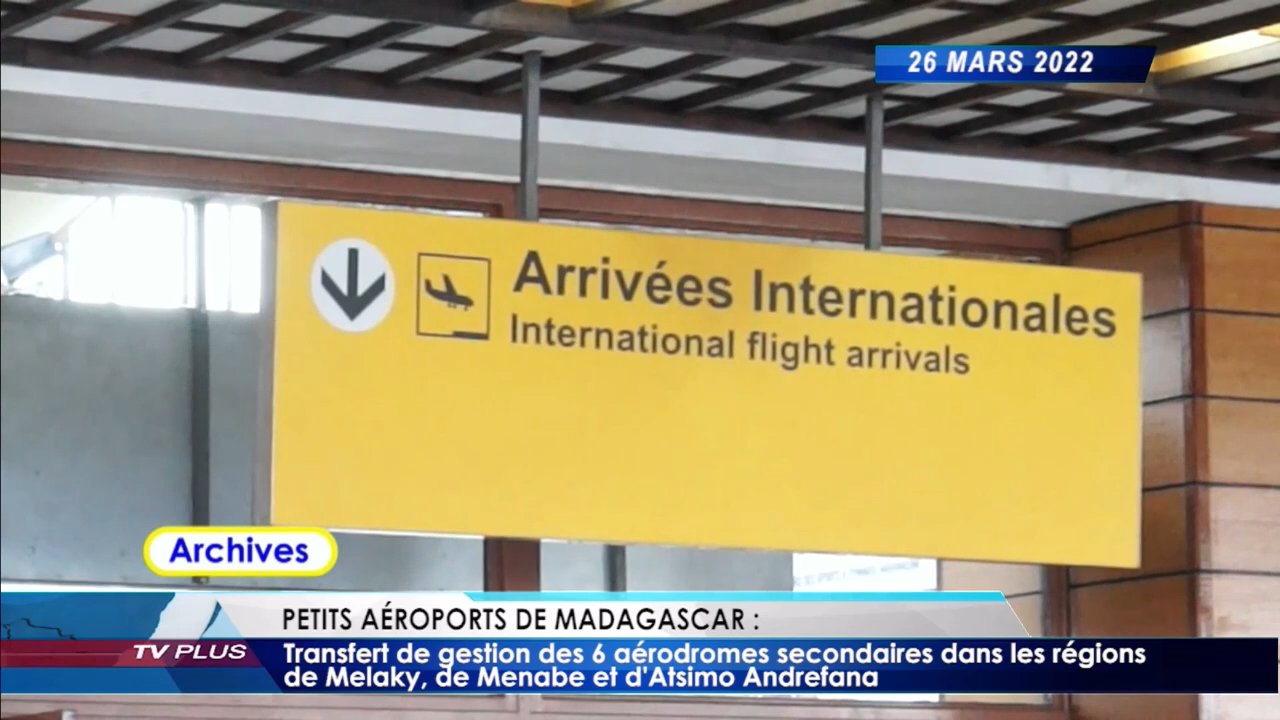 26 MARS 2022
Arrivées Internationales
International flight arrivals
Archives
PETITS AÉROPORTS DE MADAGASCAR :
TV PLUS
Transfert de gestion des 6 aérodromes secondaires dans les régions
de Melaky, de Menabe et d'Atsimo Andrefana